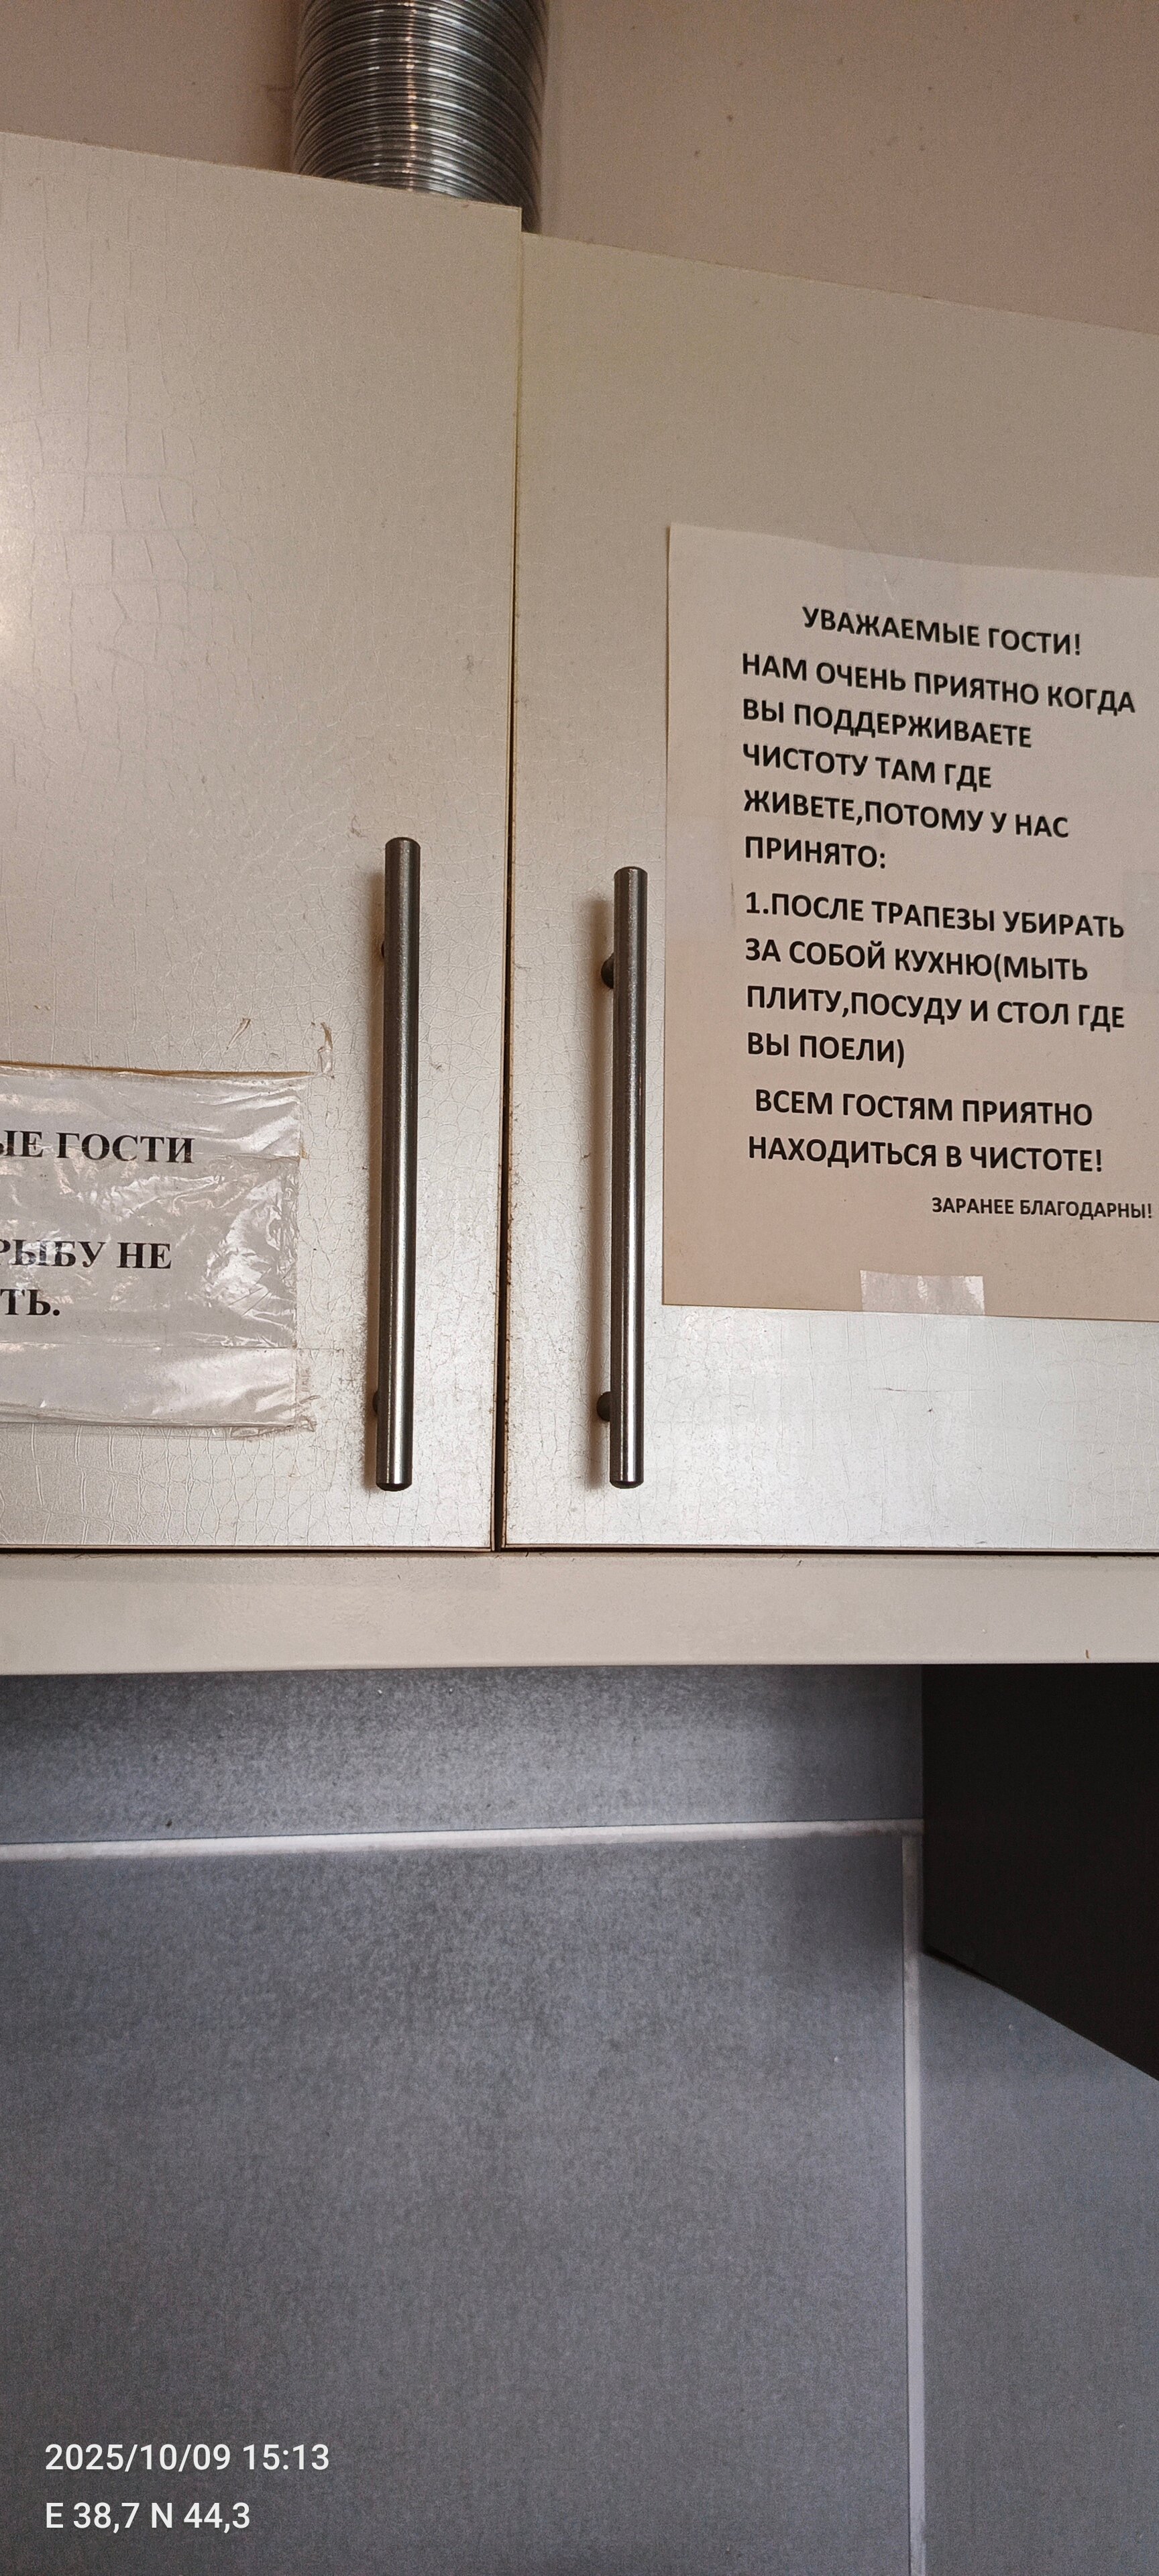 ГОСТИ
РЫБУ НЕ
УВАЖАЕМЫЕ ГОСТИ!
НАМ ОЧЕНЬ ПРИЯТНО КОГДА
ВЫ ПОДДЕРЖИВАЕТЕ
ЧИСТОТУ ТАМ ГДЕ
ЖИВЕТЕ,ПОТОМУ У НАС
ПРИНЯТО:
1.ПОСЛЕ ТРАПЕЗЫ УБИРАТЬ
ЗА СОБОЙ КУХНЮ(МЫТЬ
ПЛИТУ,ПОСУДУ И СТОЛ ГДЕ
ВЫ ПОЕЛИ)
ВСЕМ ГОСТЯМ ПРИЯТНО
НАХОДИТЬСЯ В ЧИСТОТЕ!
ЗАРАНЕЕ БЛАГОДАРНЫ!
2025/10/09 15:13
E 38,7 N 44,3